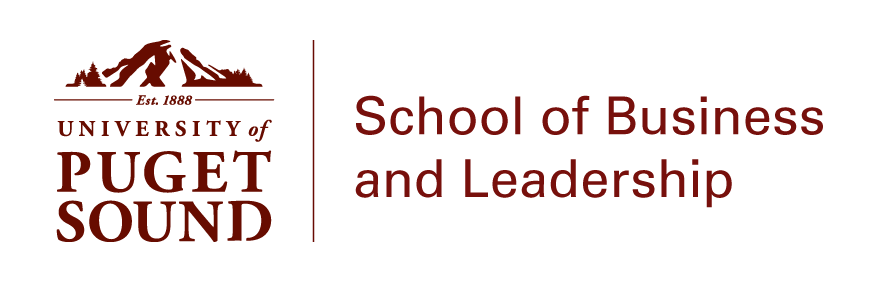 Est. 1888
UNIVERSITY of
PUGET
SOUND
School of Business
and Leadership